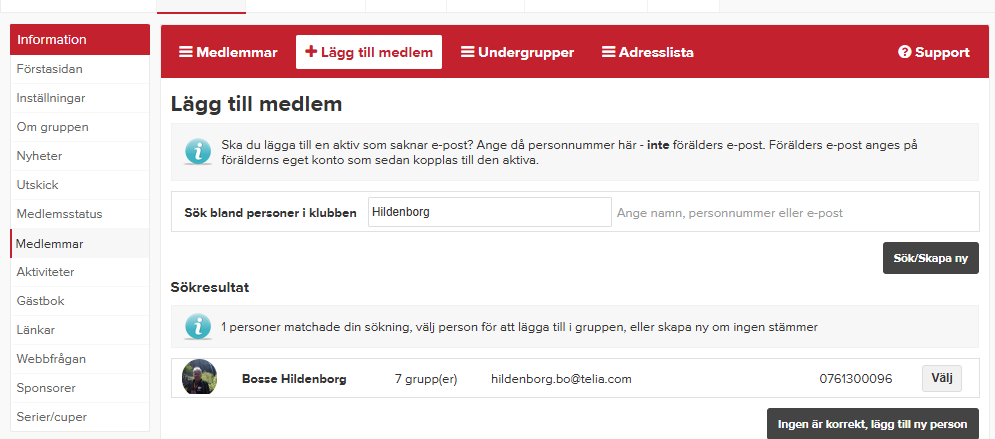 Information
Förstasidan
Inställningar
Om gruppen
Nyheter
Utskick
Medlemsstatus
Medlemmar
Aktiviteter
Gästbok
Länkar
Webbfrågan
Sponsorer
Serier/cuper
Medlemmar
Lägg till medlem
Undergrupper
Adresslista
Support
Lägg till medlem
Ska du lägga till en aktiv som saknar e-post? Ange då personnummer här - inte förälders e-post. Förälders e-post anges på
förälderns eget konto som sedan kopplas till den aktiva.
Sök bland personer i klubben Hildenborg Ange namn, personnummer eller e-post
Sök/Skapa ny
Sökresultat
1 personer matchade din sökning, välj person för att lägga till i gruppen, eller skapa ny om ingen stämmer
Bosse Hildenborg 7 grupp(er) hildenborg.bo@telia.com 0761300096 Välj
Ingen är korrekt, lägg till ny person